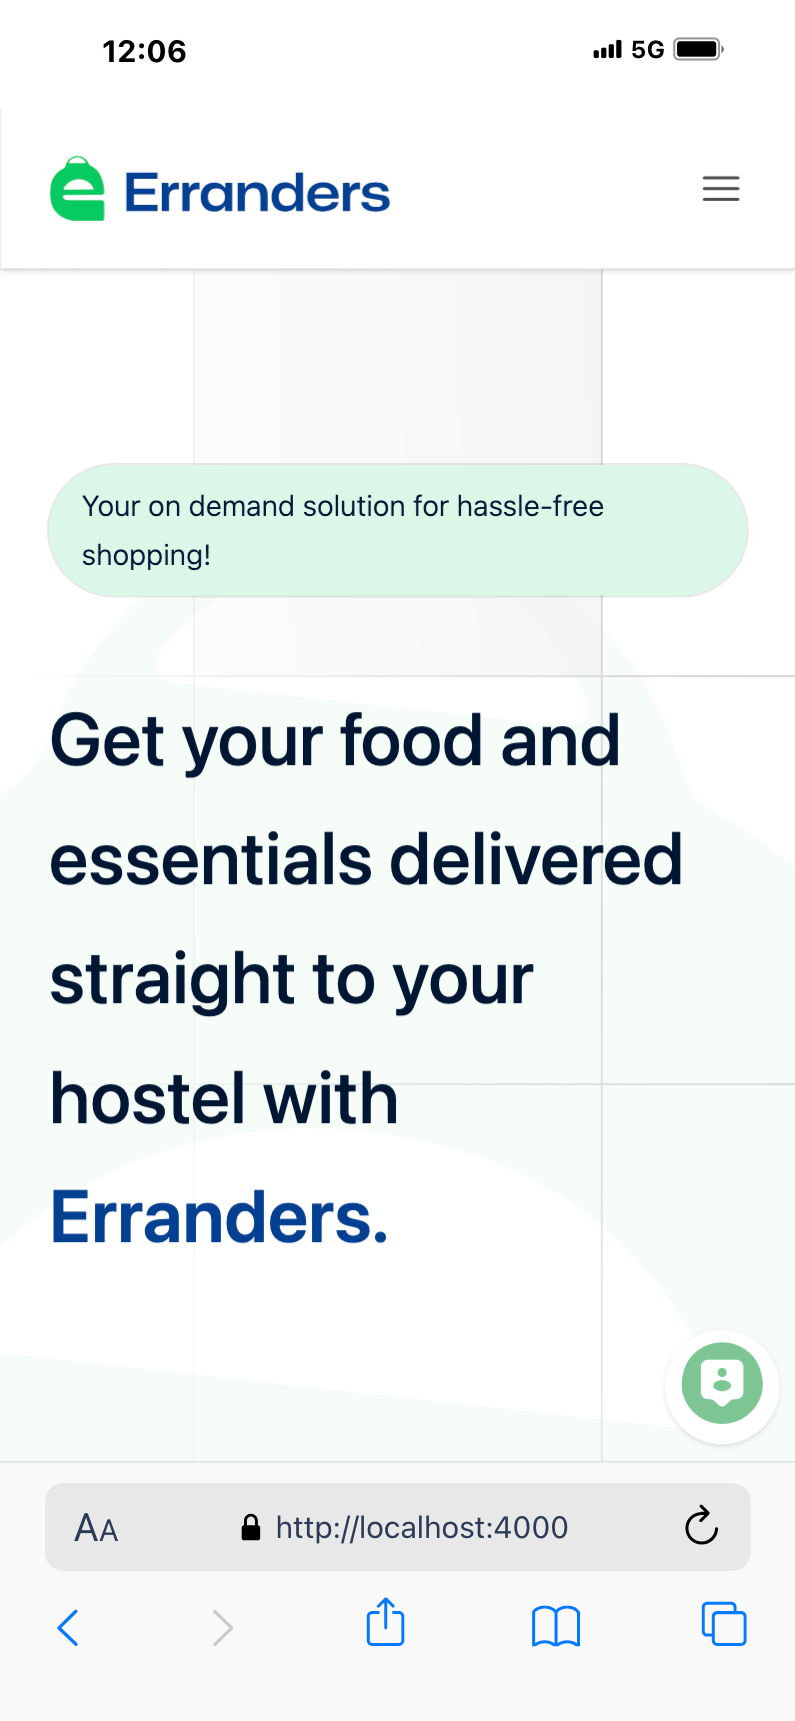 12:06
5G
Erranders
Your on demand solution for hassle-free
shopping!
Get your food and
essentials delivered
straight to your
hostel with
Erranders.
AA
http://localhost:4000